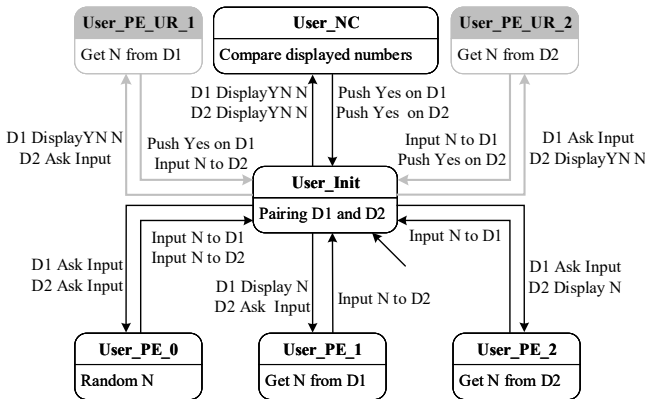 User_PE_UR_1
User_NC
User_PE_UR_2
Get N from D1
Compare displayed numbers
Get N from D2
D1 DisplayYN N
D2 DisplayYN N
Push Yes on D1
Push Yes on D2
D1 DisplayYN N
D2 Ask Input
Push Yes on D1
Input N to D2
Input N to D1
Push Yes on D2
D1 Ask Input
D2 DisplayYN N
User_Init
Pairing D1 and D2
D1 Ask Input
D2 Ask Input
Input N to D1
Input N to D2
D1 Display N
D2 Ask Input
Input N to D2
Input N to D1
D1 Ask Input
D2 Display N
User_PE_0
User_PE_1
User_PE_2
Random N
Get N from D1
Get N from D2